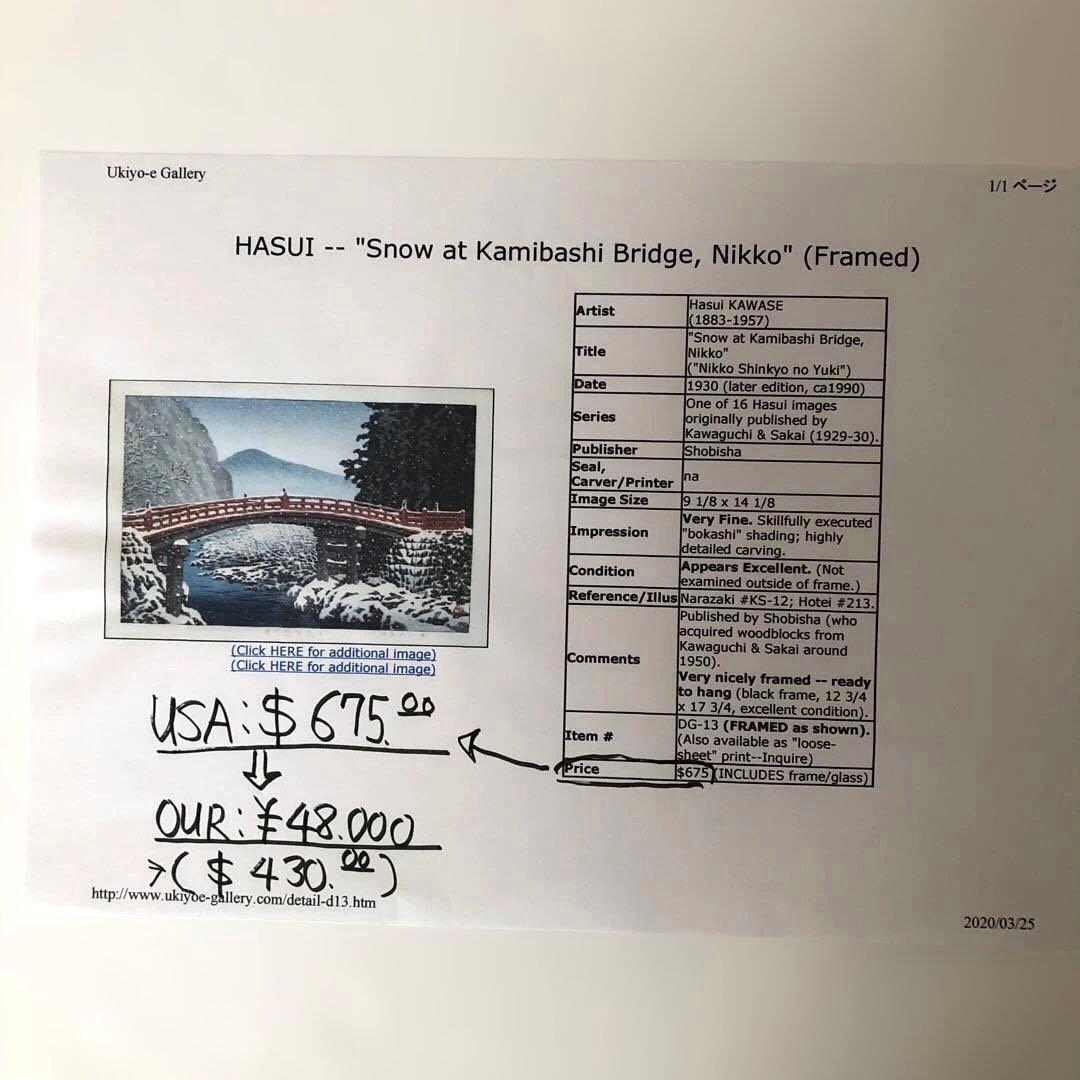 Ukiyo-e Gallery
1/1 ページ
HASUI -- "Snow at Kamibashi Bridge, Nikko" (Framed)
Artist
Hasui KAWASE
(1883-1957)
Title
"Snow at Kamibashi Bridge,
Nikko"
("Nikko Shinkyo no Yuki")
Date
1930 (later edition, ca1990)
Series
One of 16 Hasui images
originally published by
Kawaguchi & Sakai (1929-30).
Publisher
Shobisha
Seal,
Carver/Printer
na
Image Size
9 1/8 x 14 1/8
Impression
Very Fine. Skillfully executed
"bokashi" shading; highly
detailed carving.
Condition
Appears Excellent. (Not
examined outside of frame.)
Reference/Illus
Narazaki #KS-12; Hotei #213.
Comments
Published by Shobisha (who
acquired woodblocks from
Kawaguchi & Sakai around
1950).
Very nicely framed -- ready
to hang (black frame, 12 3/4
x 17 3/4, excellent condition).
Item #
DG-13 (FRAMED as shown).
(Also available as "loose-
sheet" print--Inquire)
Price
$675 (INCLUDES frame/glass)
(Click HERE for additional image)
(Click HERE for additional image)
USA: $675.00
OUR: ¥48.000
($430.00)
http://www.ukiyoe-gallery.com/detail-d13.htm
2020/03/25